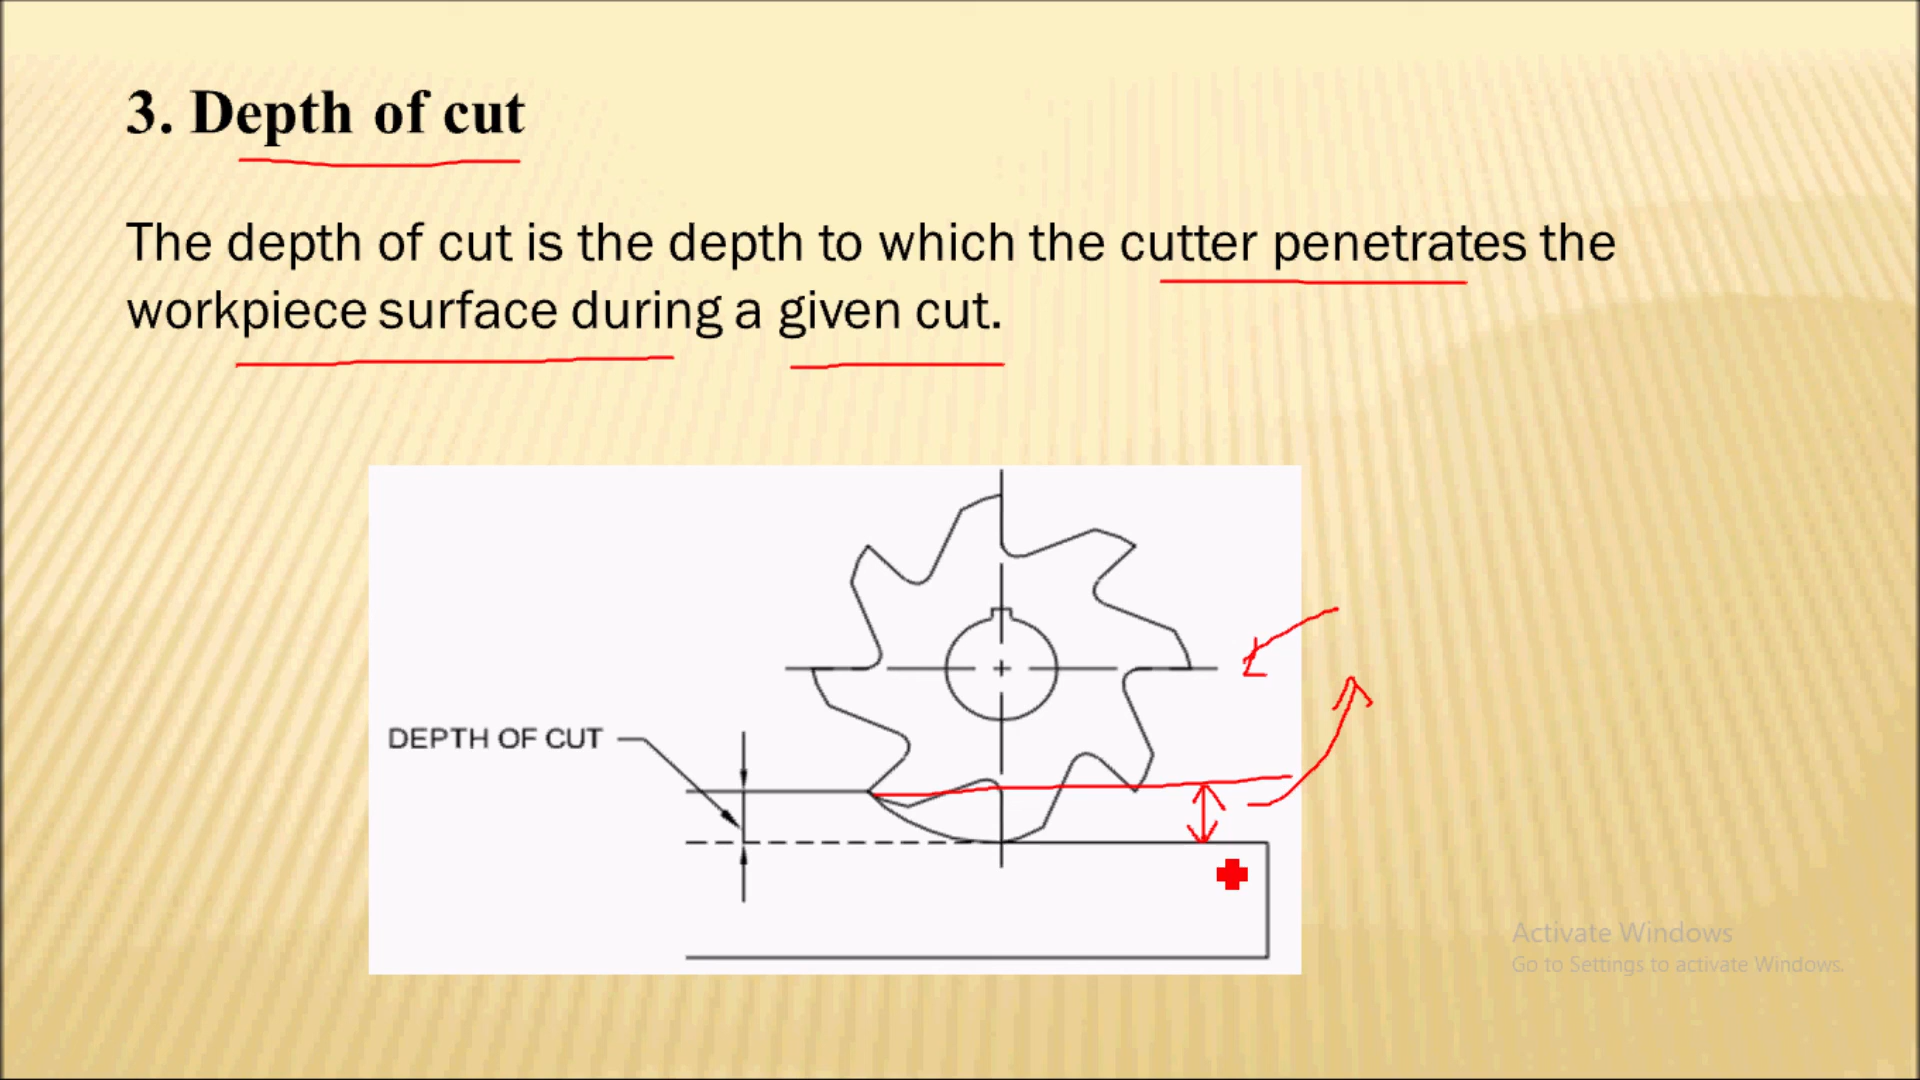 3. Depth of cut
The depth of cut is the depth to which the cutter penetrates the
workpiece surface during a given cut.
DEPTH OF CUT
Activate Windows
Go to Settings to activate Windows.